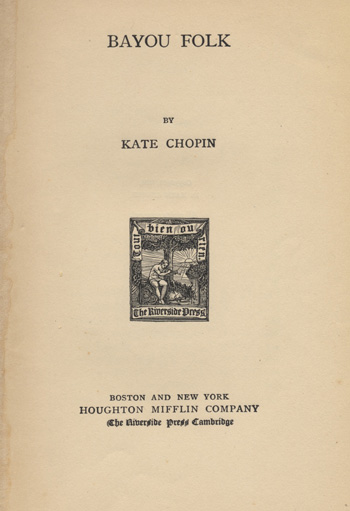 BAYOU FOLK
BY
KATE CHOPIN
Tout bien ou rien
The Riverside Press
BOSTON AND NEW YORK
HOUGHTON MIFFLIN COMPANY
The Riverside Press Cambridge